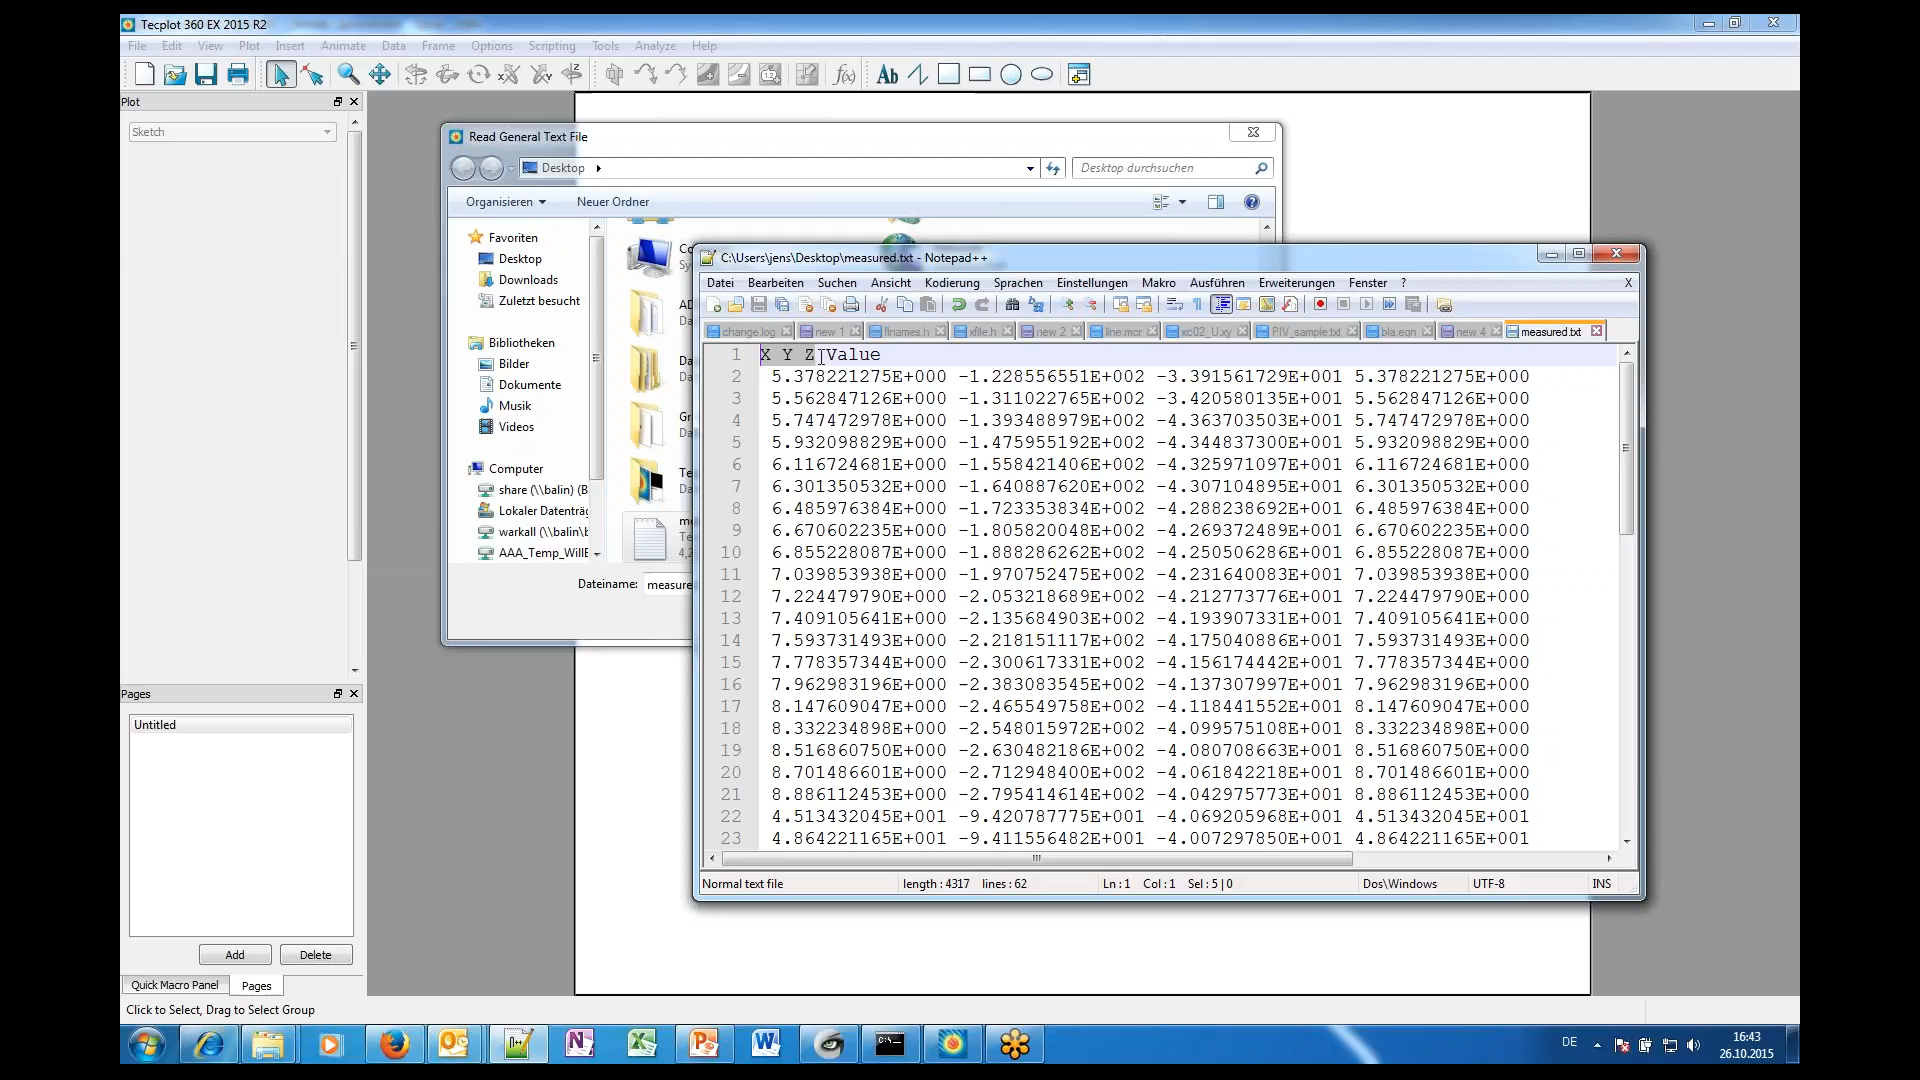 Tecplot 360 EX 2015 R2
File Edit View Plot Insert Animate Data Frame Options Scripting Tools Analyze Help
Plot
Sketch
Read General Text File
Desktop
Desktop durchsuchen
Organisieren
Neuer Ordner
Favoriten
Desktop
Downloads
Zuletzt besucht
Bibliotheken
Bilder
Dokumente
Musik
Videos
Computer
share (\\balin) (B
Lokaler Datenträg
warkall (\\balin\b
AAA_Temp_WillE
Dateiname: measure
C:\Users\jens\Desktop\measured.txt - Notepad++
Datei Bearbeiten Suchen Ansicht Kodierung Sprachen Einstellungen Makro Ausführen Erweiterungen Fenster ? X
change.log new 1 flnames.h xfile.h new 2 line.mcr xc02_U.xy PIV_sample.txt bla.eqn new 4 measured.txt
1 X Y Z Value
2 5.378221275E+000 -1.228556551E+002 -3.391561729E+001 5.378221275E+000
3 5.562847126E+000 -1.311022765E+002 -3.420580135E+001 5.562847126E+000
4 5.747472978E+000 -1.393488979E+002 -4.363703503E+001 5.747472978E+000
5 5.932098829E+000 -1.475955192E+002 -4.344837300E+001 5.932098829E+000
6 6.116724681E+000 -1.558421406E+002 -4.325971097E+001 6.116724681E+000
7 6.301350532E+000 -1.640887620E+002 -4.307104895E+001 6.301350532E+000
8 6.485976384E+000 -1.723353834E+002 -4.288238692E+001 6.485976384E+000
9 6.670602235E+000 -1.805820048E+002 -4.269372489E+001 6.670602235E+000
10 6.855228087E+000 -1.888286262E+002 -4.250506286E+001 6.855228087E+000
11 7.039853938E+000 -1.970752475E+002 -4.231640083E+001 7.039853938E+000
12 7.224479790E+000 -2.053218689E+002 -4.212773776E+001 7.224479790E+000
13 7.409105641E+000 -2.135684903E+002 -4.193907331E+001 7.409105641E+000
14 7.593731493E+000 -2.218151117E+002 -4.175040886E+001 7.593731493E+000
15 7.778357344E+000 -2.300617331E+002 -4.156174442E+001 7.778357344E+000
16 7.962983196E+000 -2.383083545E+002 -4.137307997E+001 7.962983196E+000
17 8.147609047E+000 -2.465549758E+002 -4.118441552E+001 8.147609047E+000
18 8.332234898E+000 -2.548015972E+002 -4.099575108E+001 8.332234898E+000
19 8.516860750E+000 -2.630482186E+002 -4.080708663E+001 8.516860750E+000
20 8.701486601E+000 -2.712948400E+002 -4.061842218E+001 8.701486601E+000
21 8.886112453E+000 -2.795414614E+002 -4.042975773E+001 8.886112453E+000
22 4.513432045E+001 -9.420787775E+001 -4.069205968E+001 4.513432045E+001
23 4.864221165E+001 -9.411556482E+001 -4.007297850E+001 4.864221165E+001
Normal text file length : 4317 lines : 62 Ln : 1 Col : 1 Sel : 5 | 0 Dos\Windows UTF-8 INS
Pages
Untitled
Add Delete
Quick Macro Panel Pages
Click to Select, Drag to Select Group
DE
16:43
26.10.2015